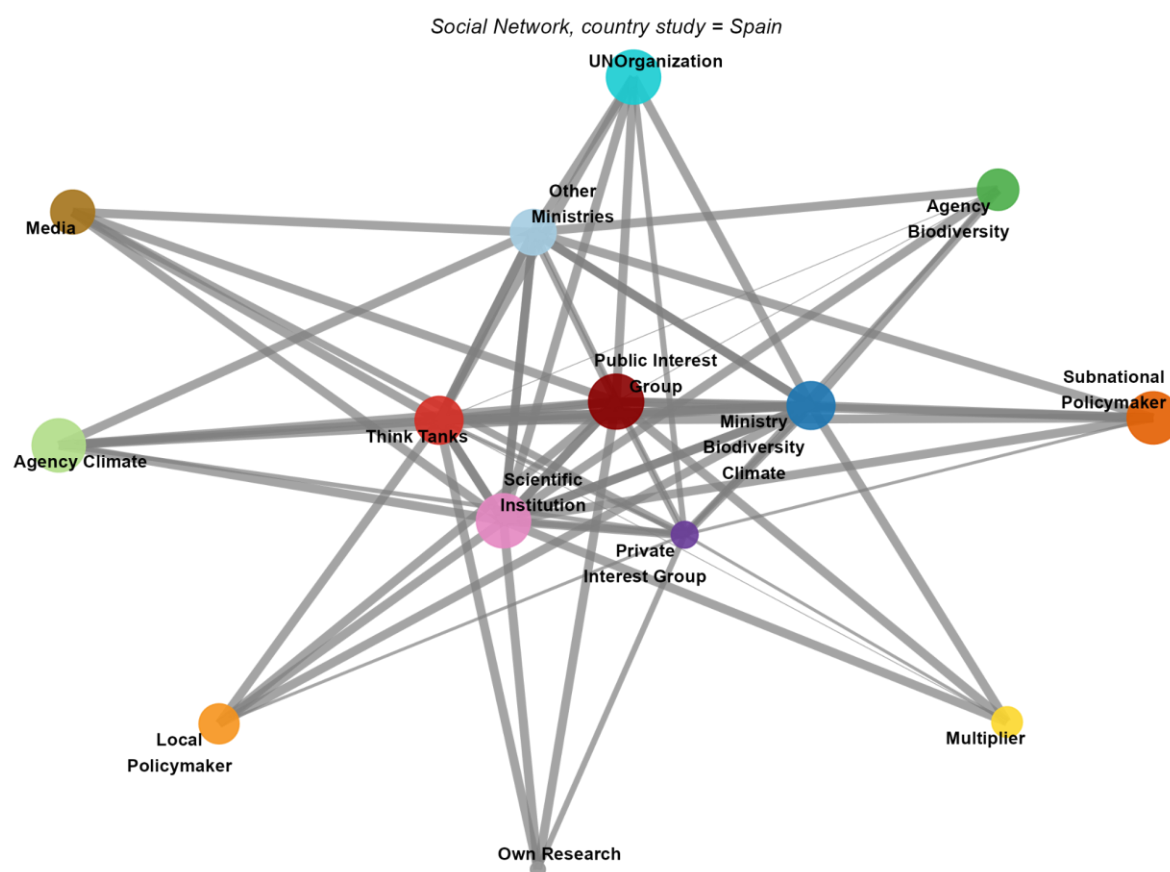 Social Network, country study = Spain
UNOrganization
Other
Ministries
Agency
Biodiversity
Media
Public Interest
Group
Subnational
Policymaker
Think Tanks
Ministry
Biodiversity
Climate
Agency Climate
Scientific
Institution
Private
Interest Group
Local
Policymaker
Multiplier
Own Research